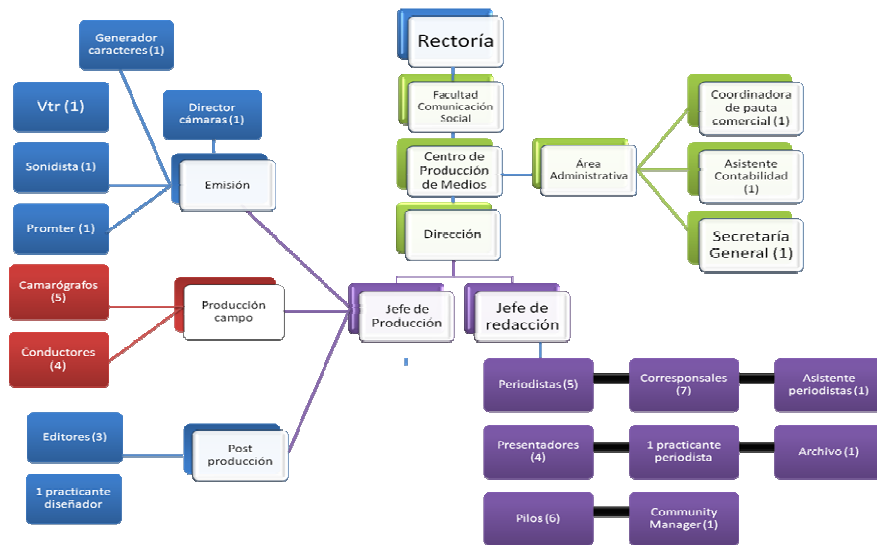 Rectoría
Facultad
Comunicación
Social
Centro de
Producción
de Medios
Dirección
Área
Administrativa
Coordinadora
de pauta
comercial (1)
Asistente
Contabilidad
(1)
Secretaría
General (1)
Jefe de
Producción
Jefe de
redacción
Generador
caracteres (1)
Vtr (1)
Director
cámaras (1)
Sonidista (1)
Promter (1)
Emisión
Camarógrafos
(5)
Conductores
(4)
Producción
campo
Editores (3)
1 practicante
diseñador
Post
producción
Periodistas (5)
Corresponsales
(7)
Asistente
periodistas (1)
Presentadores
(4)
1 practicante
periodista
Archivo (1)
Pilos (6)
Community
Manager (1)